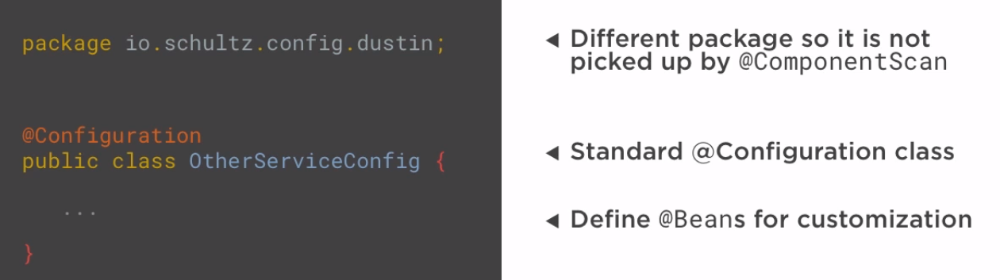 package io.schultz.config.dustin;
◄ Different package so it is not
picked up by @ComponentScan
@Configuration
public class OtherServiceConfig {
◄ Standard @Configuration class
...
◄ Define @Beans for customization
}